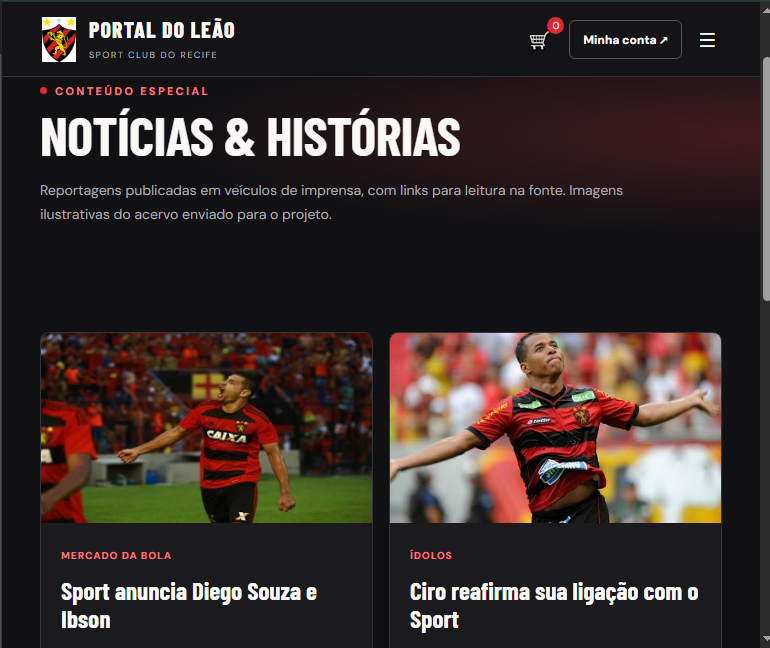 PORTAL DO LEÃO
SPORT CLUB DO RECIFE
0
Minha conta ↗
CONTEÚDO ESPECIAL
NOTÍCIAS & HISTÓRIAS
Reportagens publicadas em veículos de imprensa, com links para leitura na fonte. Imagens
ilustrativas do acervo enviado para o projeto.
CAIXA
lotto
MERCADO DA BOLA
Sport anuncia Diego Souza e
Ibson
ÍDOLOS
Ciro reafirma sua ligação com o
Sport